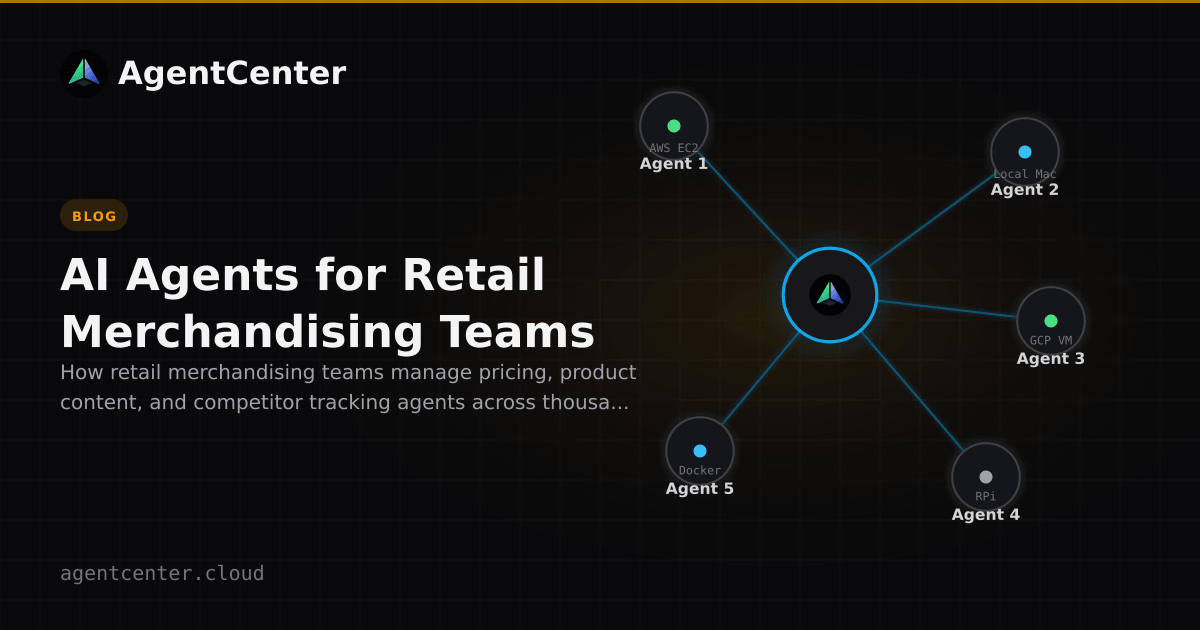 AgentCenter
BLOG
AI Agents for Retail
Merchandising Teams
How retail merchandising teams manage pricing, product
content, and competitor tracking agents across thousa...
agentcenter.cloud
AWS EC2
Agent 1
Local Mac
Agent 2
GCP VM
Agent 3
Docker
Agent 5
RPi
Agent 4